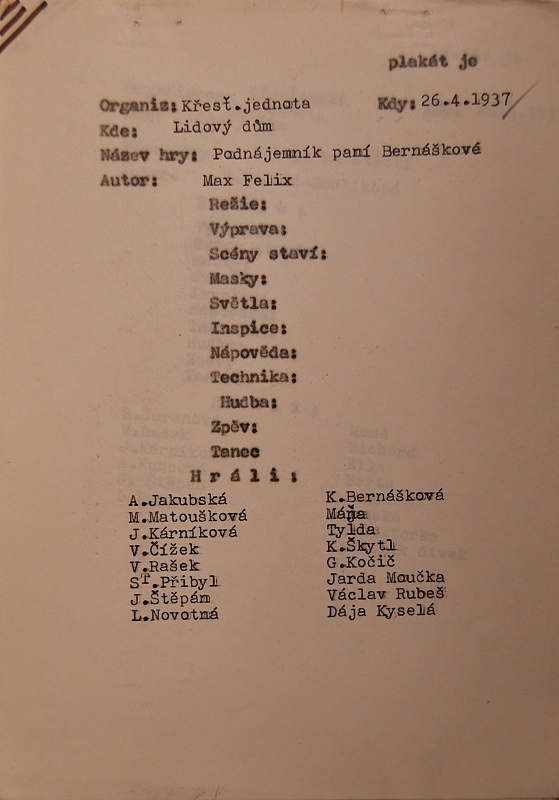 plakát je
Organiz: Křesť.jednota Kdy: 26.4.1937
Kde: Lidový dům
Název hry: Podnájemník paní Bernáškové
Autor: Max Felix
Režie:
Výprava:
Scény staví:
Masky:
Světla:
Inspice:
Nápověda:
Technika:
Hudba:
Zpěv:
Tanec
Hráli:
A.Jakubská K.Bernášková
M.Matoušková Máňa
J.Kárníková Tylda
V.Čížek K.Škytl
V.Rašek G.Kočič
St.Přibyl Jarda Moučka
J.Štěpám Václav Rubeš
L.Novotná Dája Kyselá